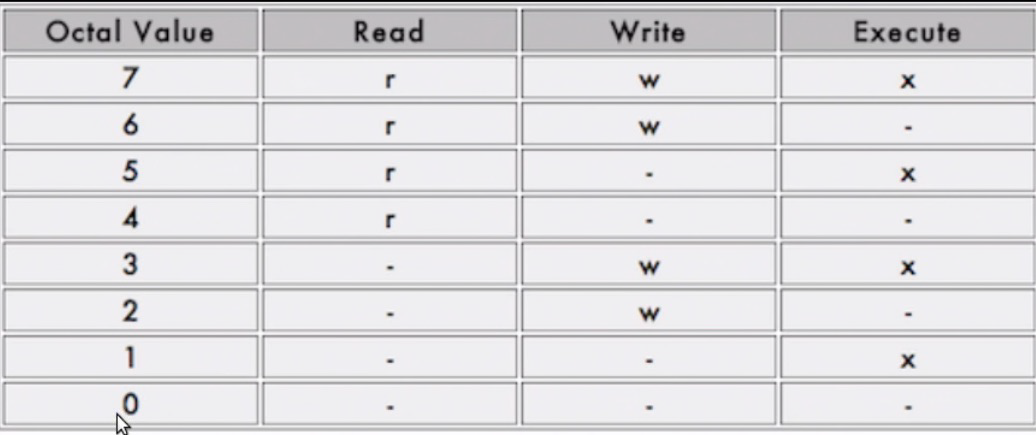 Octal Value Read Write Execute
7 r w x
6 r w -
5 r - x
4 r - -
3 - w x
2 - w -
1 - - x
0 - - -